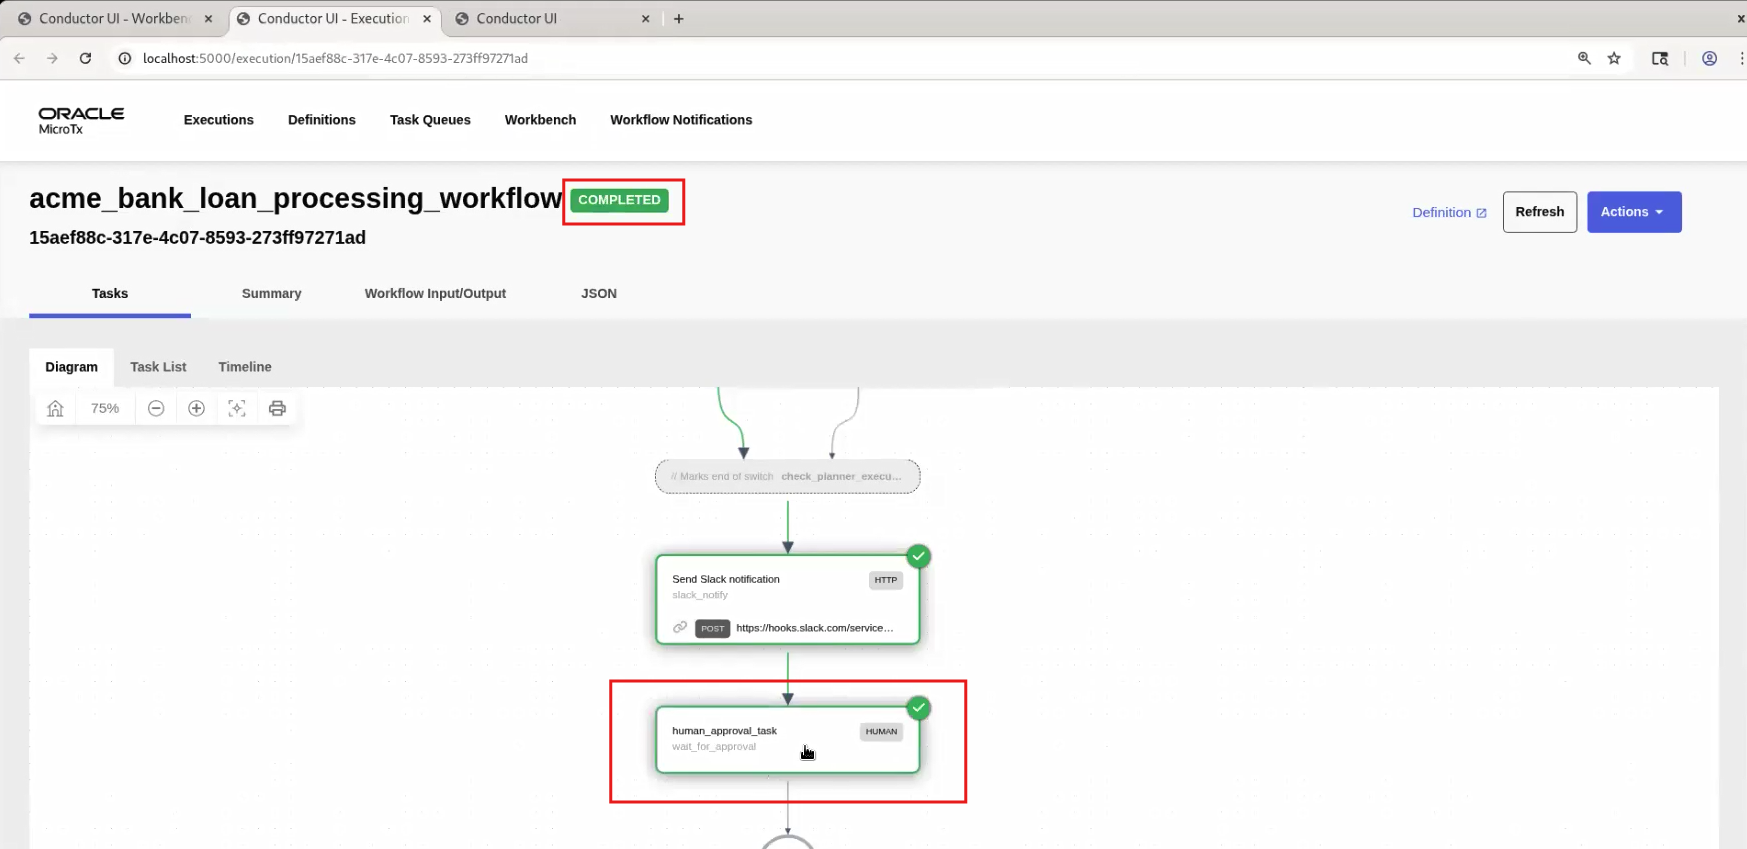 Conductor UI - Workben
Conductor UI - Execution
Conductor UI
localhost:5000/execution/15aef88c-317e-4c07-8593-273ff97271ad
ORACLE
MicroTx
Executions
Definitions
Task Queues
Workbench
Workflow Notifications
acme_bank_loan_processing_workflow
COMPLETED
15aef88c-317e-4c07-8593-273ff97271ad
Definition
Refresh
Actions
Tasks
Summary
Workflow Input/Output
JSON
Diagram
Task List
Timeline
75%
// Marks end of switch check_planner_execu...
Send Slack notification
HTTP
slack_notify
POST
https://hooks.slack.com/service...
human_approval_task
HUMAN
wait_for_approval